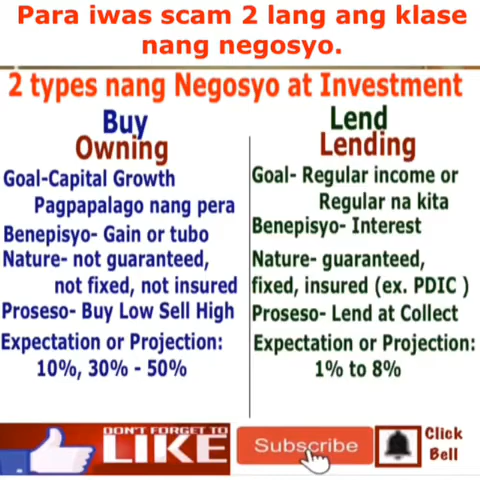 Para iwas scam 2 lang ang klase
nang negosyo.
2 types nang Negosyo at Investment
Buy
Owning
Goal-Capital Growth
Pagpapalago nang pera
Benepisyo- Gain or tubo
Nature- not guaranteed,
not fixed, not insured
Proseso- Buy Low Sell High
Expectation or Projection:
10%, 30% - 50%
Lend
Lending
Goal- Regular income or
Regular na kita
Benepisyo- Interest
Nature- guaranteed,
fixed, insured (ex. PDIC )
Proseso- Lend at Collect
Expectation or Projection:
1% to 8%
DON'T FORGET TO
LIKE
Subscribe
Click
Bell